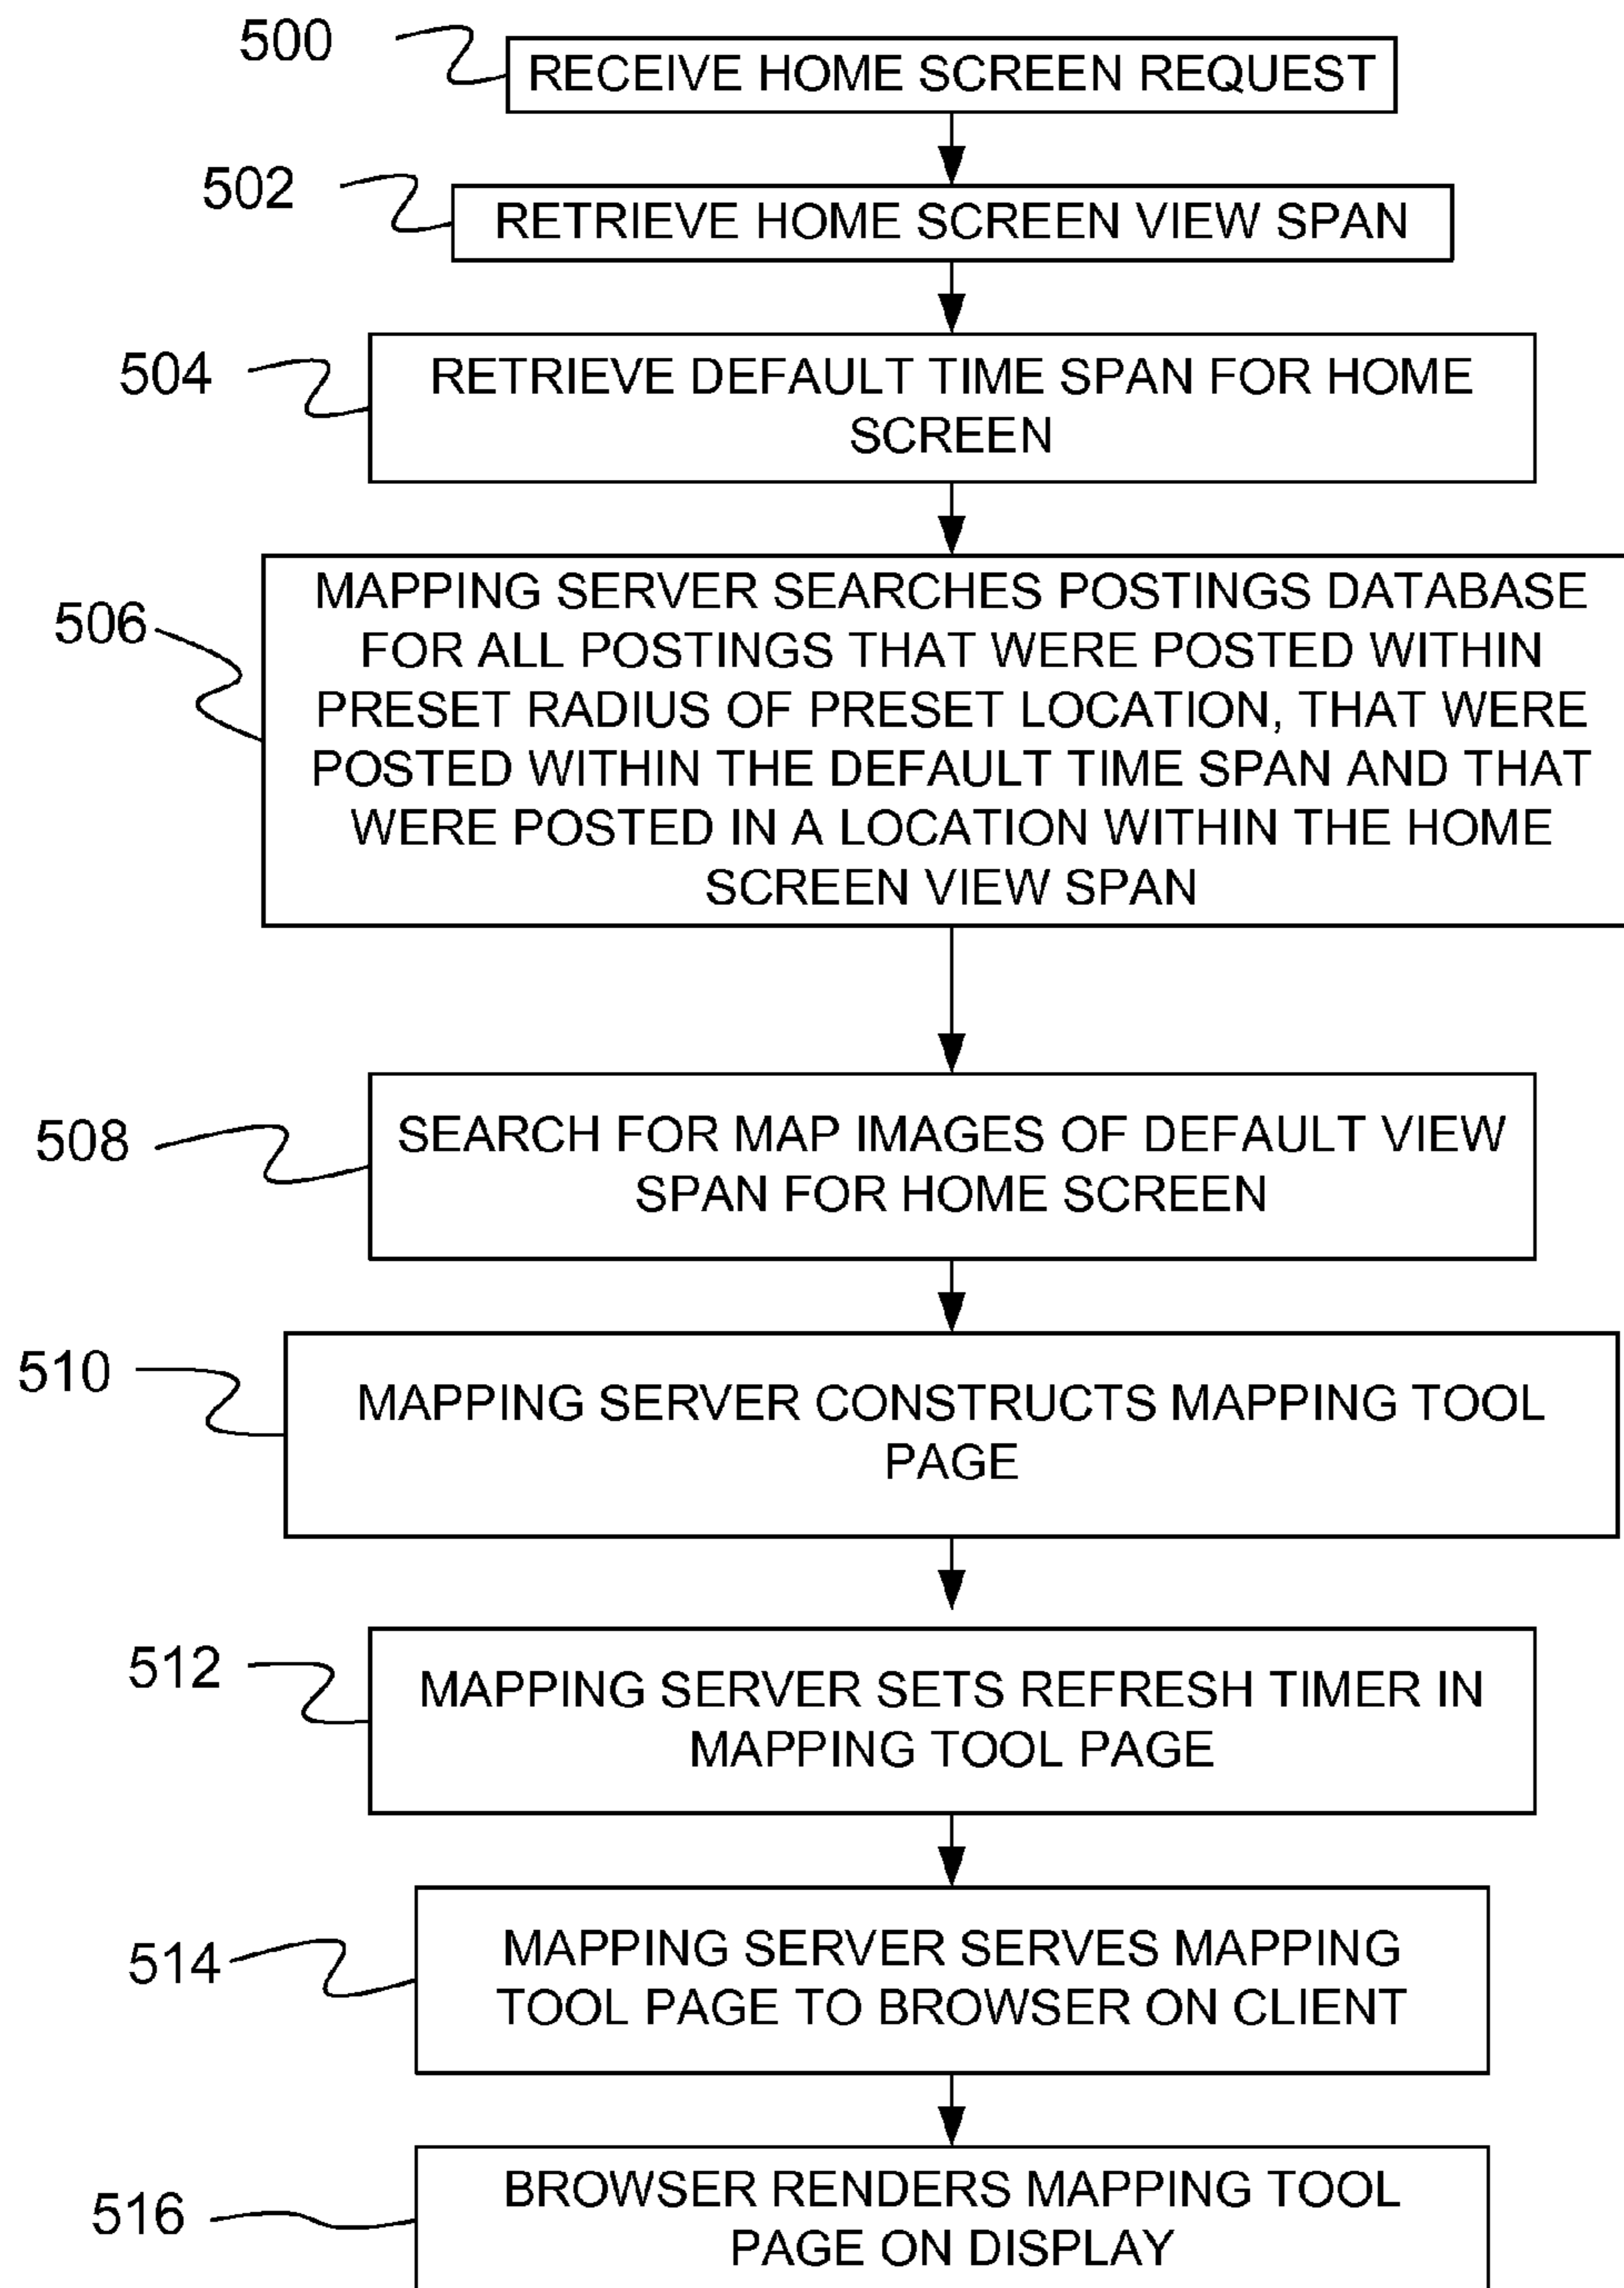 500
RECEIVE HOME SCREEN REQUEST
502
RETRIEVE HOME SCREEN VIEW SPAN
504
RETRIEVE DEFAULT TIME SPAN FOR HOME
SCREEN
506
MAPPING SERVER SEARCHES POSTINGS DATABASE
FOR ALL POSTINGS THAT WERE POSTED WITHIN
PRESET RADIUS OF PRESET LOCATION, THAT WERE
POSTED WITHIN THE DEFAULT TIME SPAN AND THAT
WERE POSTED IN A LOCATION WITHIN THE HOME
SCREEN VIEW SPAN
508
SEARCH FOR MAP IMAGES OF DEFAULT VIEW
SPAN FOR HOME SCREEN
510
MAPPING SERVER CONSTRUCTS MAPPING TOOL
PAGE
512
MAPPING SERVER SETS REFRESH TIMER IN
MAPPING TOOL PAGE
514
MAPPING SERVER SERVES MAPPING
TOOL PAGE TO BROWSER ON CLIENT
516
BROWSER RENDERS MAPPING TOOL
PAGE ON DISPLAY